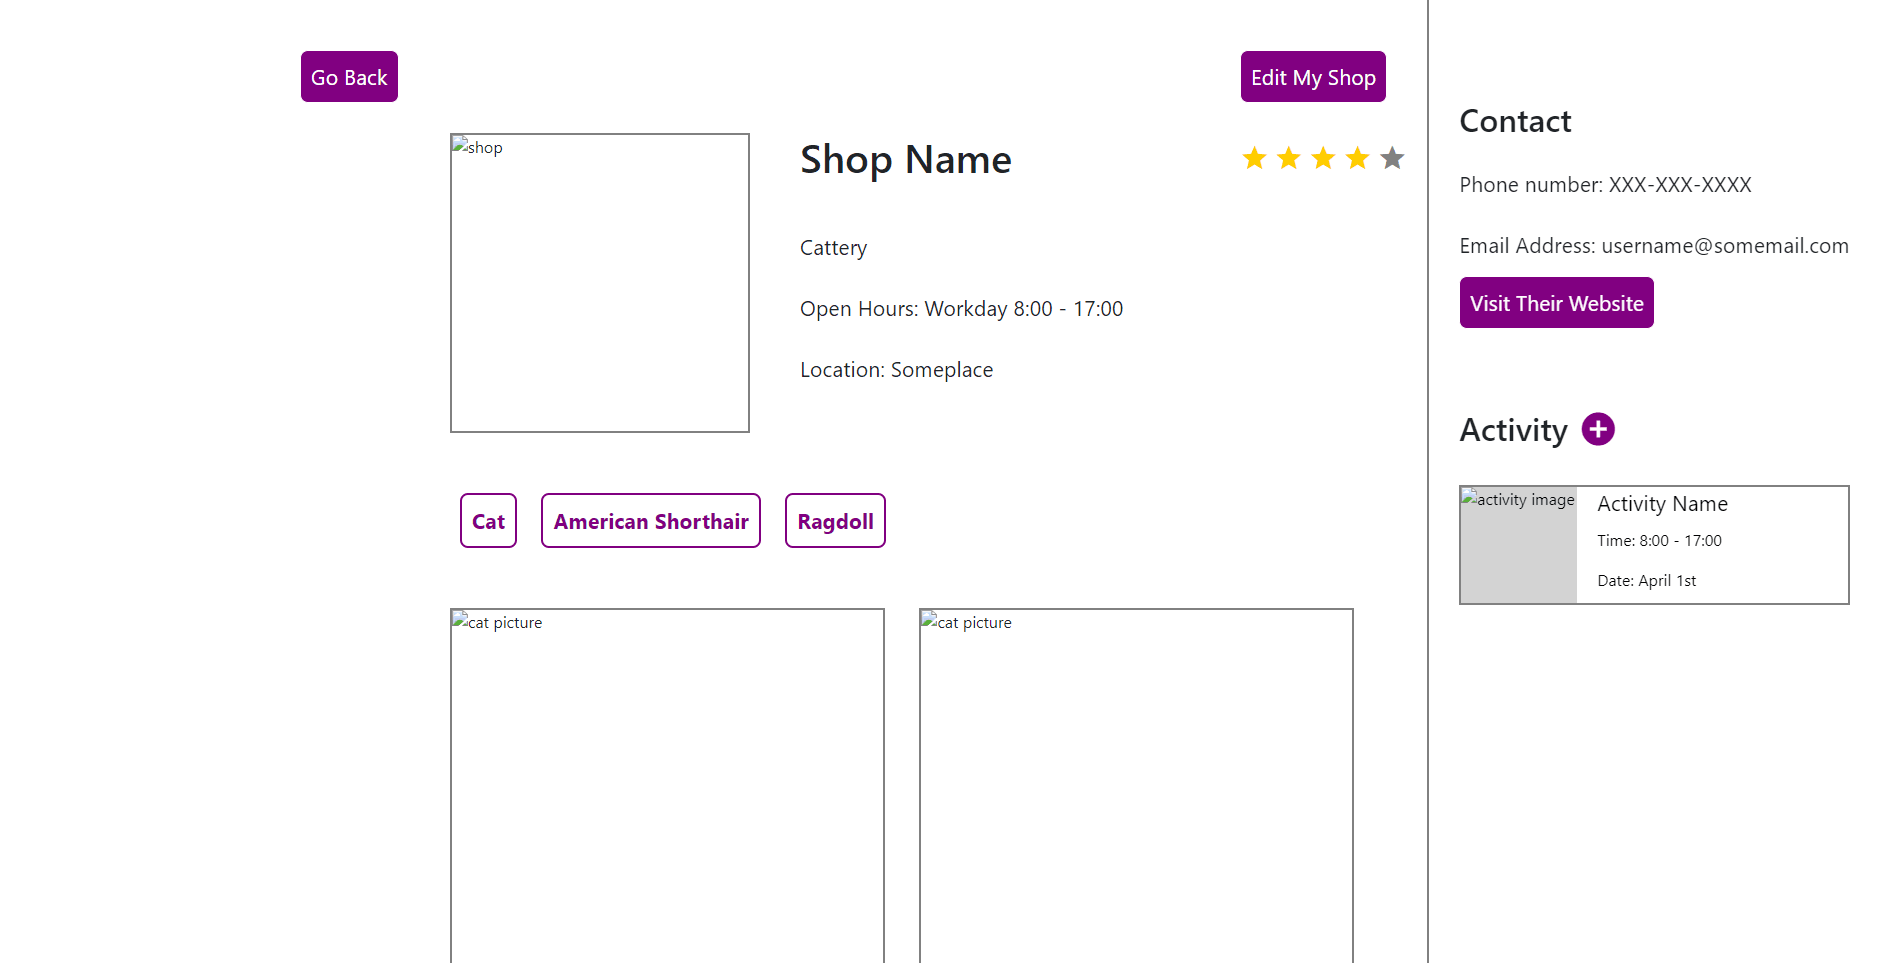 Go Back
Edit My Shop
shop
Shop Name
Cattery
Open Hours: Workday 8:00 - 17:00
Location: Someplace
Cat
American Shorthair
Ragdoll
cat picture
cat picture
Contact
Phone number: XXX-XXX-XXXX
Email Address: username@somemail.com
Visit Their Website
Activity
activity image
Activity Name
Time: 8:00 - 17:00
Date: April 1st